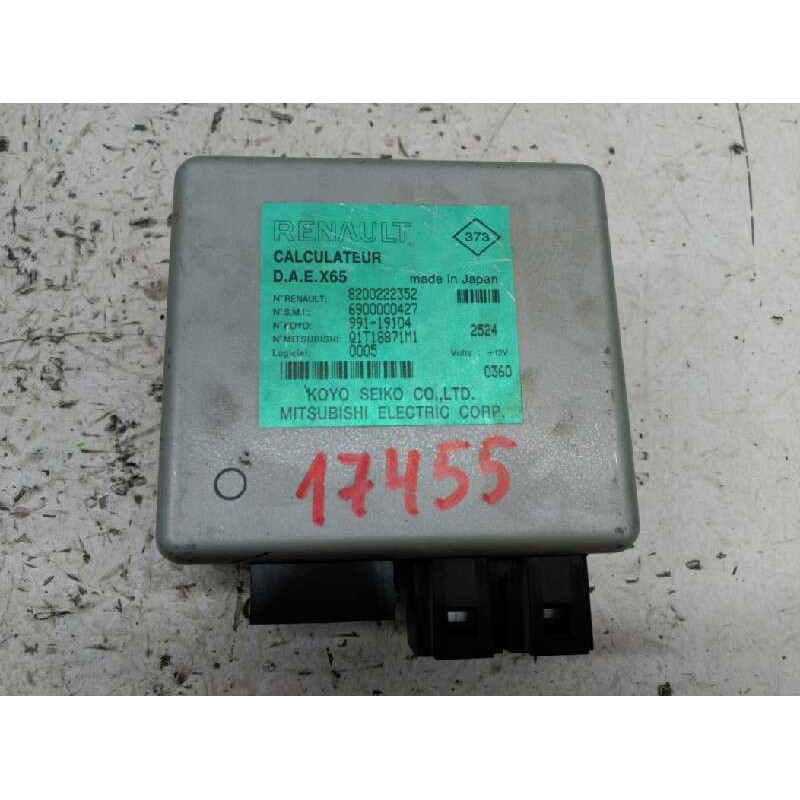 RENAULT
373
CALCULATEUR
D.A.E.X65 made in Japan
N°RENAULT: 8200222352
N°S.M.I.: 6900000427
N°KOYO: 991-19104 2524
N°MITSUBISHI: Q1T18871M1
Logiciel: 0005 Volts : +12V
0360
KOYO SEIKO CO.,LTD.
MITSUBISHI ELECTRIC CORP.
17455